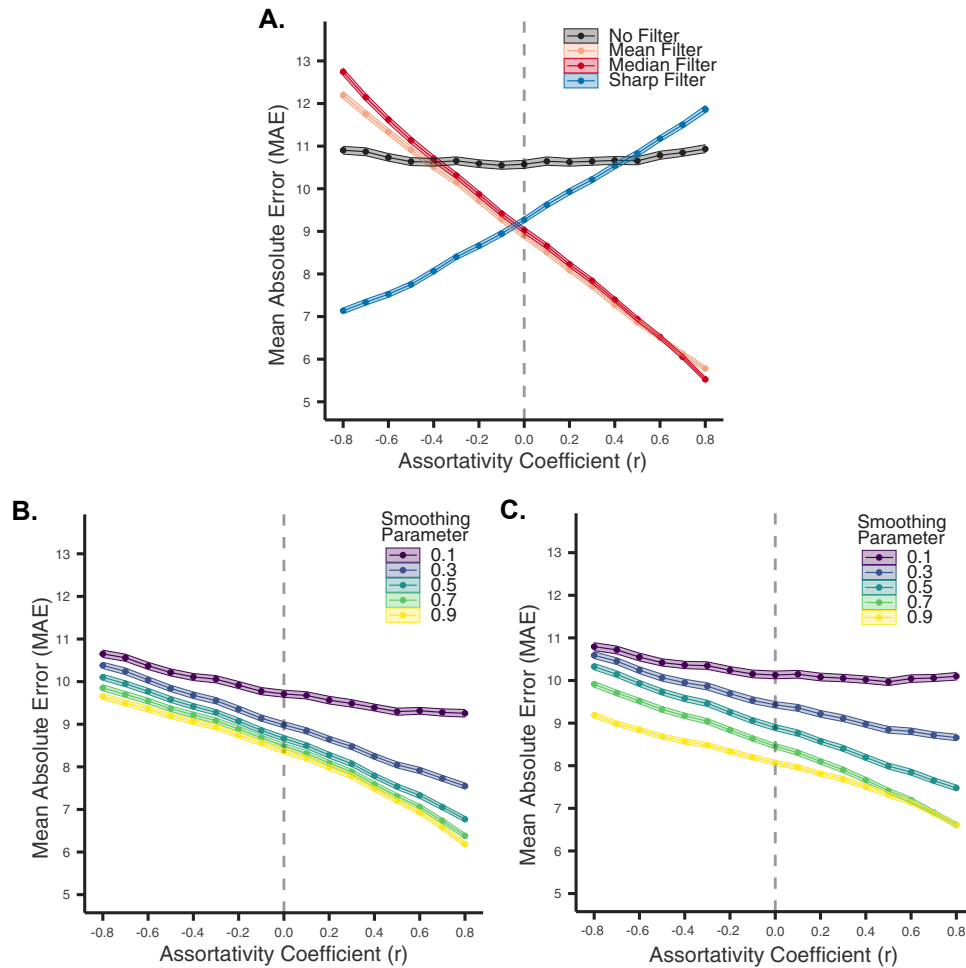 A.
No Filter
Mean Filter
Median Filter
Sharp Filter
Mean Absolute Error (MAE)
13
12
11
10
9
8
7
6
5
-0.8 -0.6 -0.4 -0.2 0.0 0.2 0.4 0.6 0.8
Assortativity Coefficient (r)
B.
Smoothing
Parameter
0.1
0.3
0.5
0.7
0.9
Mean Absolute Error (MAE)
13
12
11
10
9
8
7
6
5
-0.8 -0.6 -0.4 -0.2 0.0 0.2 0.4 0.6 0.8
Assortativity Coefficient (r)
C.
Smoothing
Parameter
0.1
0.3
0.5
0.7
0.9
Mean Absolute Error (MAE)
13
12
11
10
9
8
7
6
5
-0.8 -0.6 -0.4 -0.2 0.0 0.2 0.4 0.6 0.8
Assortativity Coefficient (r)